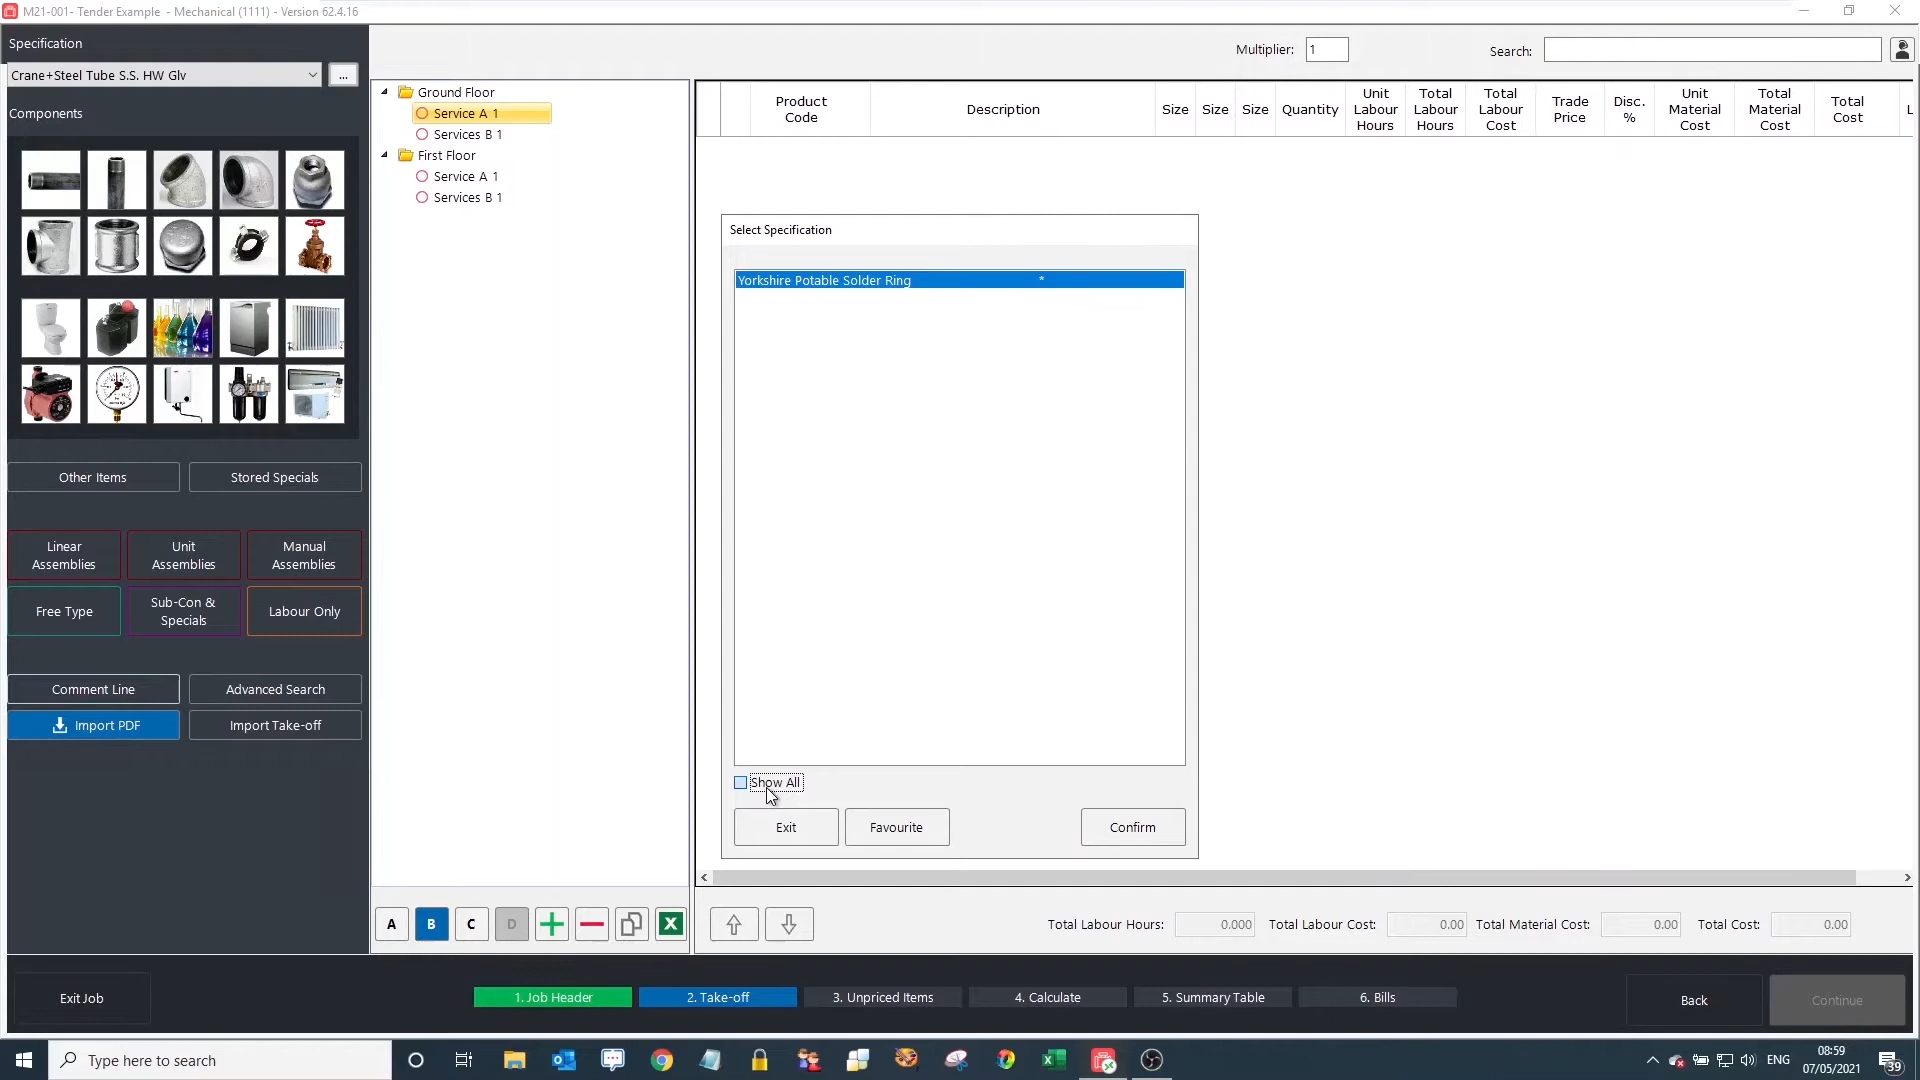 M21-001- Tender Example - Mechanical (1111) - Version 62.4.16
Specification
Crane+Steel Tube S.S. HW Glv
...
Components
Other Items
Stored Specials
Linear
Assemblies
Unit
Assemblies
Manual
Assemblies
Free Type
Sub-Con &
Specials
Labour Only
Comment Line
Advanced Search
Import PDF
Import Take-off
Ground Floor
Service A 1
Services B 1
First Floor
Service A 1
Services B 1
A
B
C
D
X
Multiplier: 1
Search:
Product
Code
Description
Size
Size
Size
Quantity
Unit
Labour
Hours
Total
Labour
Hours
Total
Labour
Cost
Trade
Price
Disc.
%
Unit
Material
Cost
Total
Material
Cost
Total
Cost
L
Select Specification
Yorkshire Potable Solder Ring *
Show All
Exit
Favourite
Confirm
Total Labour Hours: 0.000 Total Labour Cost: 0.00 Total Material Cost: 0.00 Total Cost: 0.00
Exit Job
1. Job Header
2. Take-off
3. Unpriced Items
4. Calculate
5. Summary Table
6. Bills
Back
Continue
Type here to search
ENG
08:59
07/05/2021
39